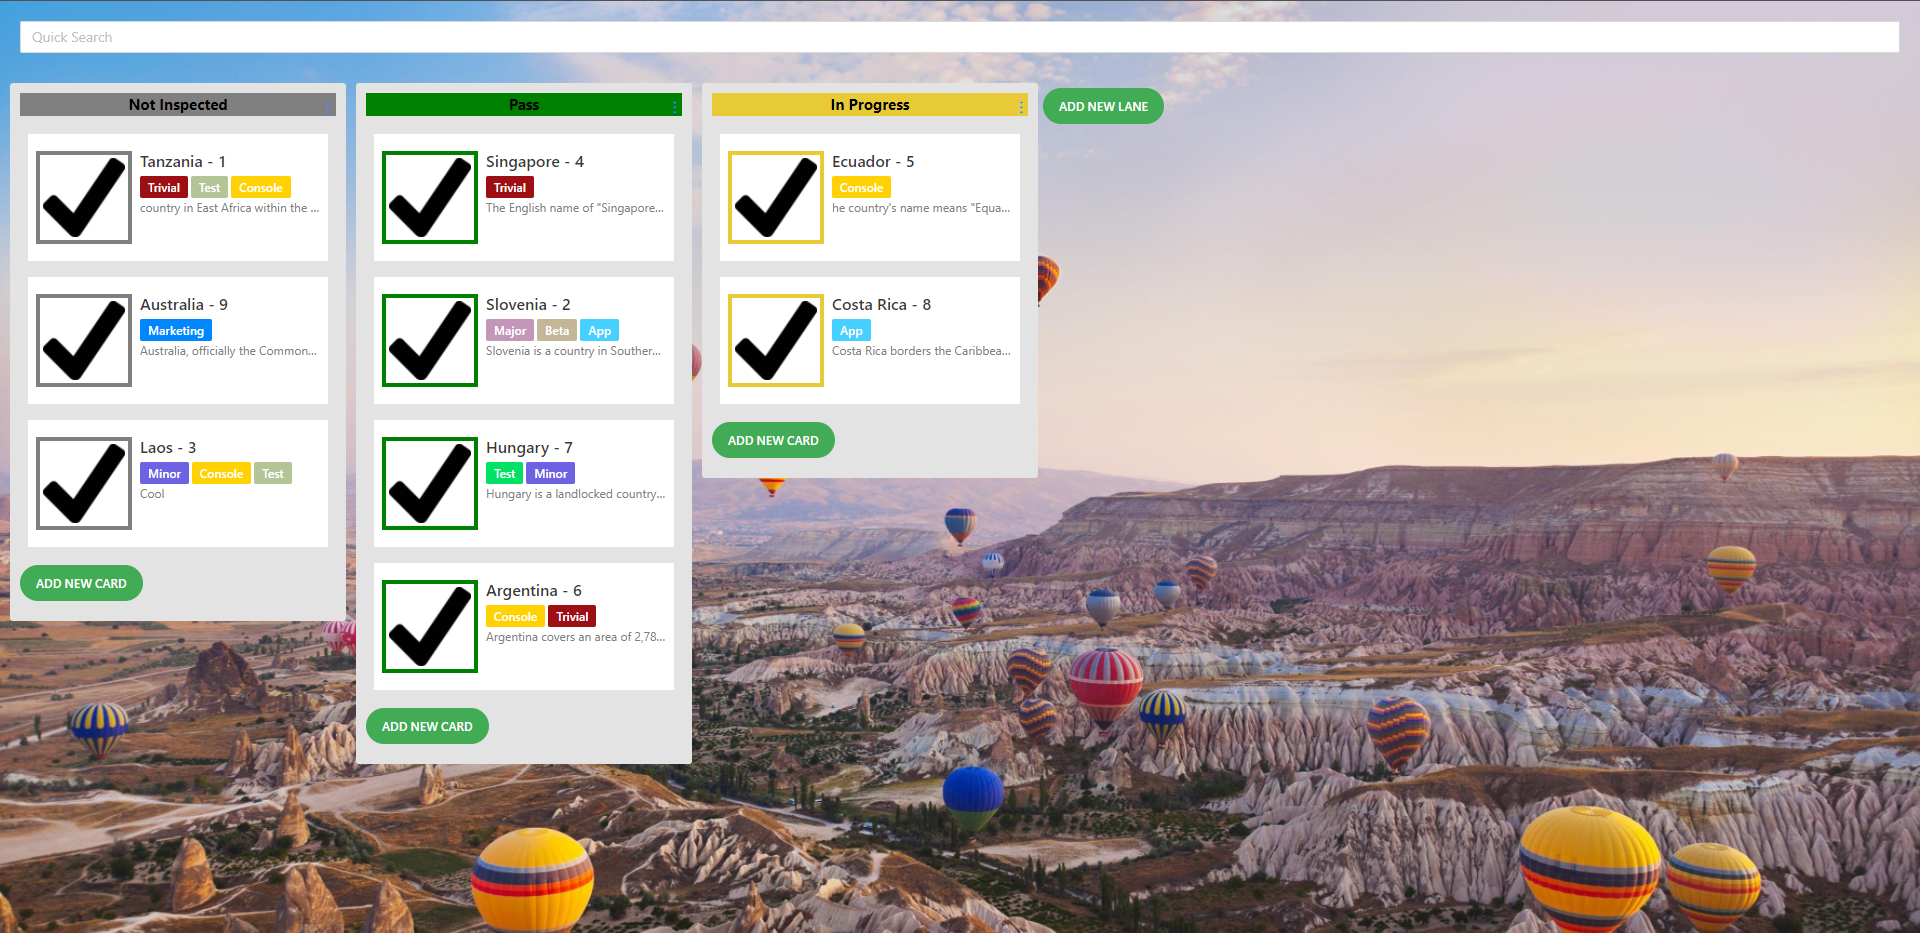 Quick Search
Not Inspected
Tanzania - 1
Trivial Test Console
country in East Africa within the ...
Australia - 9
Marketing
Australia, officially the Common...
Laos - 3
Minor Console Test
Cool
ADD NEW CARD
Pass
Singapore - 4
Trivial
The English name of "Singapore...
Slovenia - 2
Major Beta App
Slovenia is a country in Souther...
Hungary - 7
Test Minor
Hungary is a landlocked country...
Argentina - 6
Console Trivial
Argentina covers an area of 2,78...
ADD NEW CARD
In Progress
Ecuador - 5
Console
he country's name means "Equa...
Costa Rica - 8
App
Costa Rica borders the Caribbea...
ADD NEW CARD
ADD NEW LANE